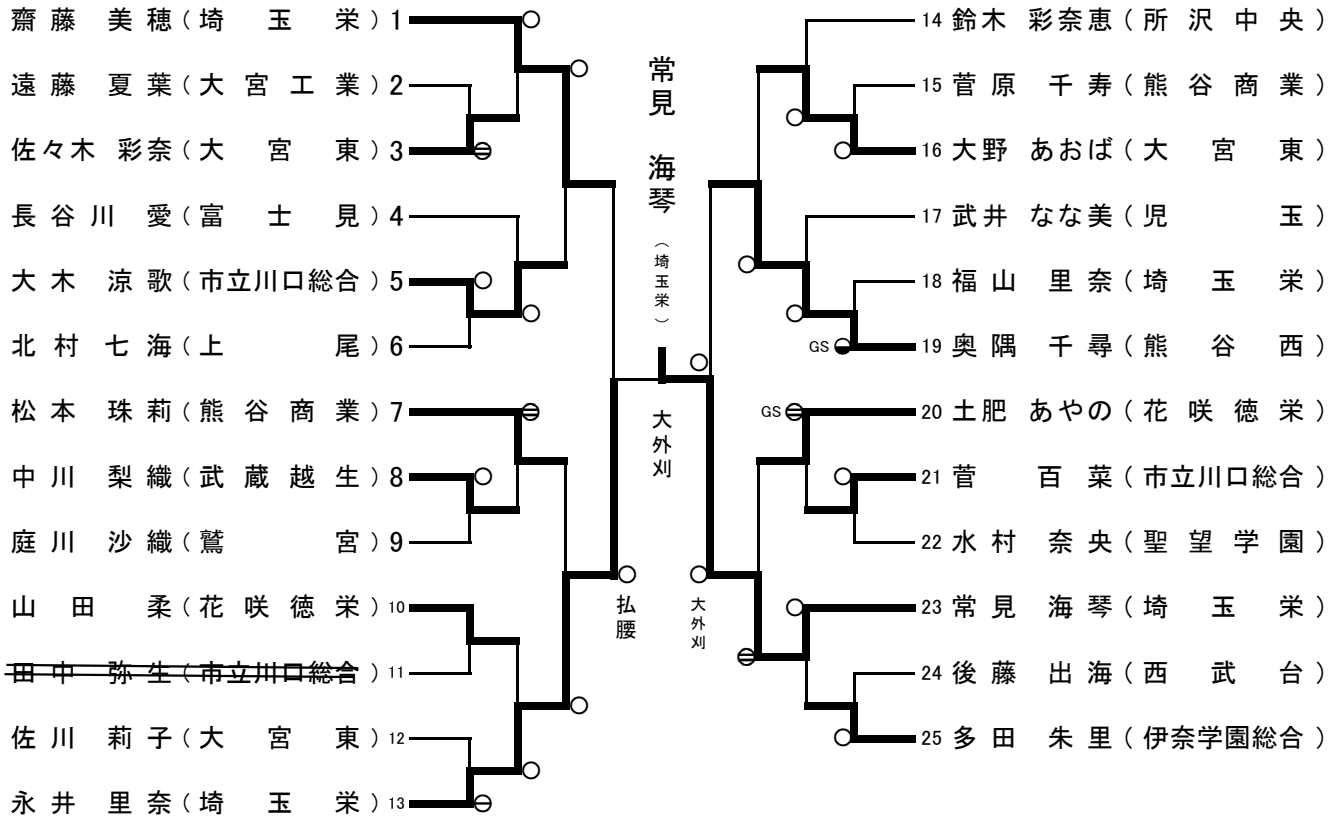 齋藤 美穂(埼玉栄) 1
遠藤 夏葉(大宮工業) 2
佐々木 彩奈(大宮東) 3
長谷川 愛(富士見) 4
大木 涼歌(市立川口総合) 5
北村 七海(上尾) 6
松本 珠莉(熊谷商業) 7
中川 梨織(武蔵越生) 8
庭川 沙織(鷲宮) 9
山田 柔(花咲徳栄) 10
田中 弥生(市立川口総合) 11
佐川 莉子(大宮東) 12
永井 里奈(埼玉栄) 13
常見 海琴(埼玉栄)
大外刈
払腰
大外刈
14 鈴木 彩奈恵(所沢中央)
15 菅原 千寿(熊谷商業)
16 大野 あおば(大宮東)
17 武井 なな美(児玉)
18 福山 里奈(埼玉栄)
GS 19 奥隅 千尋(熊谷西)
GS 20 土肥 あやの(花咲徳栄)
21 菅 百菜(市立川口総合)
22 水村 奈央(聖望学園)
23 常見 海琴(埼玉栄)
24 後藤 出海(西武台)
25 多田 朱里(伊奈学園総合)